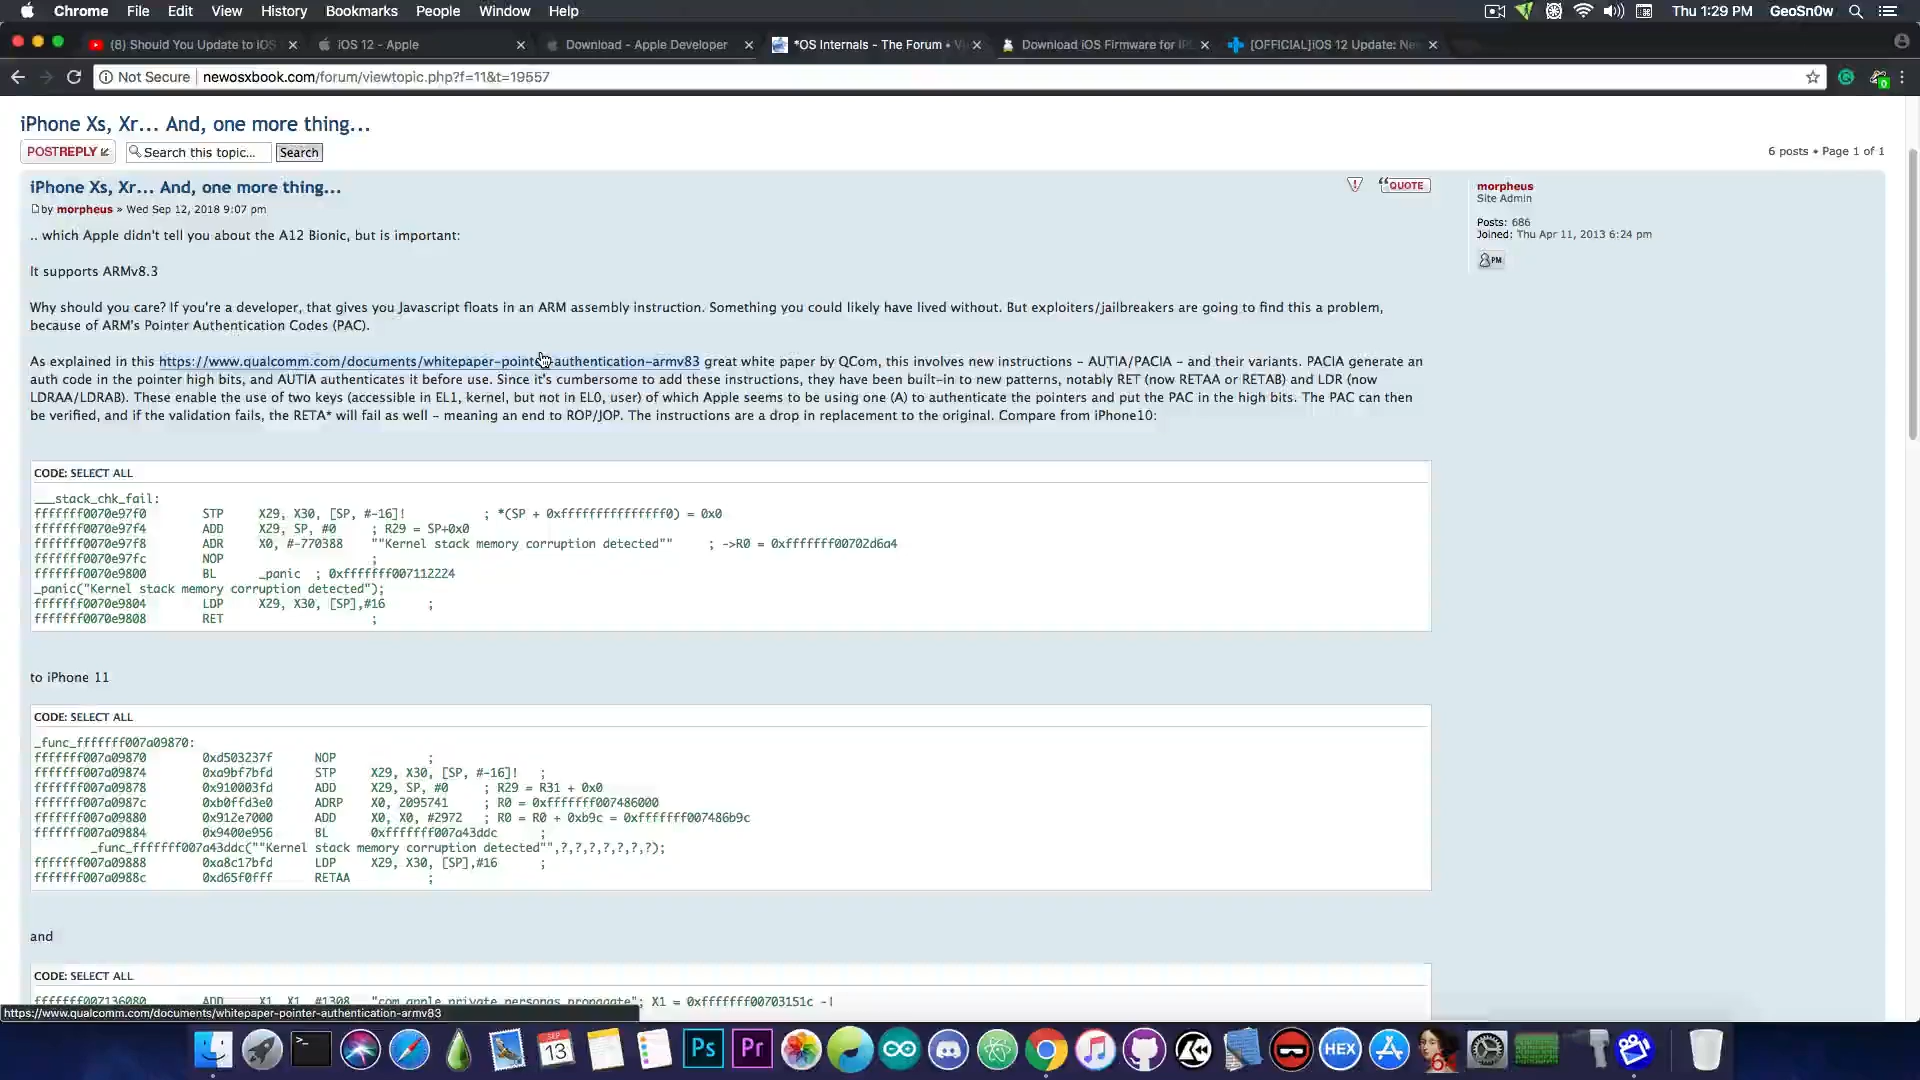 Chrome File Edit View History Bookmarks People Window Help Thu 1:29 PM GeoSn0w
(8) Should You Update to iOS
iOS 12 - Apple
Download - Apple Developer
*OS Internals - The Forum •
Download iOS Firmware for
[OFFICIAL]iOS 12 Update: Ne
Not Secure newosxbook.com/forum/viewtopic.php?f=11&t=19557
iPhone Xs, Xr... And, one more thing...
POSTREPLY Search this topic... Search 6 posts • Page 1 of 1
iPhone Xs, Xr... And, one more thing...
QUOTE
by morpheus » Wed Sep 12, 2018 9:07 pm
morpheus
Site Admin
Posts: 686
Joined: Thu Apr 11, 2013 6:24 pm
PM
.. which Apple didn't tell you about the A12 Bionic, but is important:
It supports ARMv8.3
Why should you care? If you're a developer, that gives you Javascript floats in an ARM assembly instruction. Something you could likely have lived without. But exploiters/jailbreakers are going to find this a problem,
because of ARM's Pointer Authentication Codes (PAC).
As explained in this https://www.qualcomm.com/documents/whitepaper-pointer-authentication-armv83 great white paper by QCom, this involves new instructions - AUTIA/PACIA - and their variants. PACIA generate an
auth code in the pointer high bits, and AUTIA authenticates it before use. Since it's cumbersome to add these instructions, they have been built-in to new patterns, notably RET (now RETAA or RETAB) and LDR (now
LDRAA/LDRAB). These enable the use of two keys (accessible in EL1, kernel, but not in EL0, user) of which Apple seems to be using one (A) to authenticate the pointers and put the PAC in the high bits. The PAC can then
be verified, and if the validation fails, the RETA* will fail as well - meaning an end to ROP/JOP. The instructions are a drop in replacement to the original. Compare from iPhone10:
CODE: SELECT ALL
___stack_chk_fail:
fffffff0070e97f0 STP X29, X30, [SP, #-16]! ; *(SP + 0xfffffffffffffff0) = 0x0
fffffff0070e97f4 ADD X29, SP, #0 ; R29 = SP+0x0
fffffff0070e97f8 ADR X0, #-770388 ""Kernel stack memory corruption detected"" ; ->R0 = 0xfffffff00702d6a4
fffffff0070e97fc NOP ;
fffffff0070e9800 BL _panic ; 0xfffffff007112224
_panic("Kernel stack memory corruption detected");
fffffff0070e9804 LDP X29, X30, [SP],#16 ;
fffffff0070e9808 RET ;
to iPhone 11
CODE: SELECT ALL
_func_fffffff007a09870:
fffffff007a09870 0xd503237f NOP ;
fffffff007a09874 0xa9bf7bfd STP X29, X30, [SP, #-16]! ;
fffffff007a09878 0x910003fd ADD X29, SP, #0 ; R29 = R31 + 0x0
fffffff007a0987c 0xb0ffd3e0 ADRP X0, 2095741 ; R0 = 0xfffffff007486000
fffffff007a09880 0x912e7000 ADD X0, X0, #2972 ; R0 = R0 + 0xb9c = 0xfffffff007486b9c
fffffff007a09884 0x9400e956 BL 0xfffffff007a43ddc ;
_func_fffffff007a43ddc(""Kernel stack memory corruption detected"",?,?,?,?,?,?,?);
fffffff007a09888 0xa8c17bfd LDP X29, X30, [SP],#16 ;
fffffff007a0988c 0xd65f0fff RETAA ;
and
CODE: SELECT ALL
fffffff007136080 ADD X1, X1, #1308 "com.apple.private.personas.propagate"; X1 = 0xfffffff00703151c -!
https://www.qualcomm.com/documents/whitepaper-pointer-authentication-armv83
SEP
13
Ps
Pr
HEX